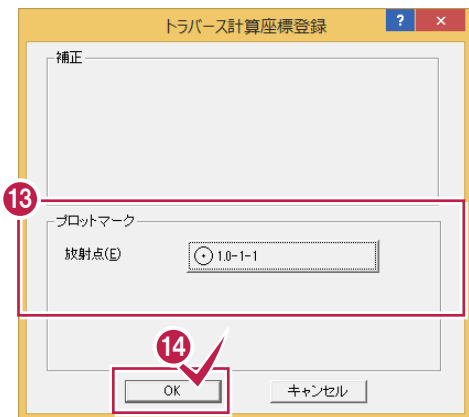 トラバース計算座標登録 ? ×
補正
⑬
プロットマーク
放射点(E) 1.0-1-1
⑭
OK キャンセル